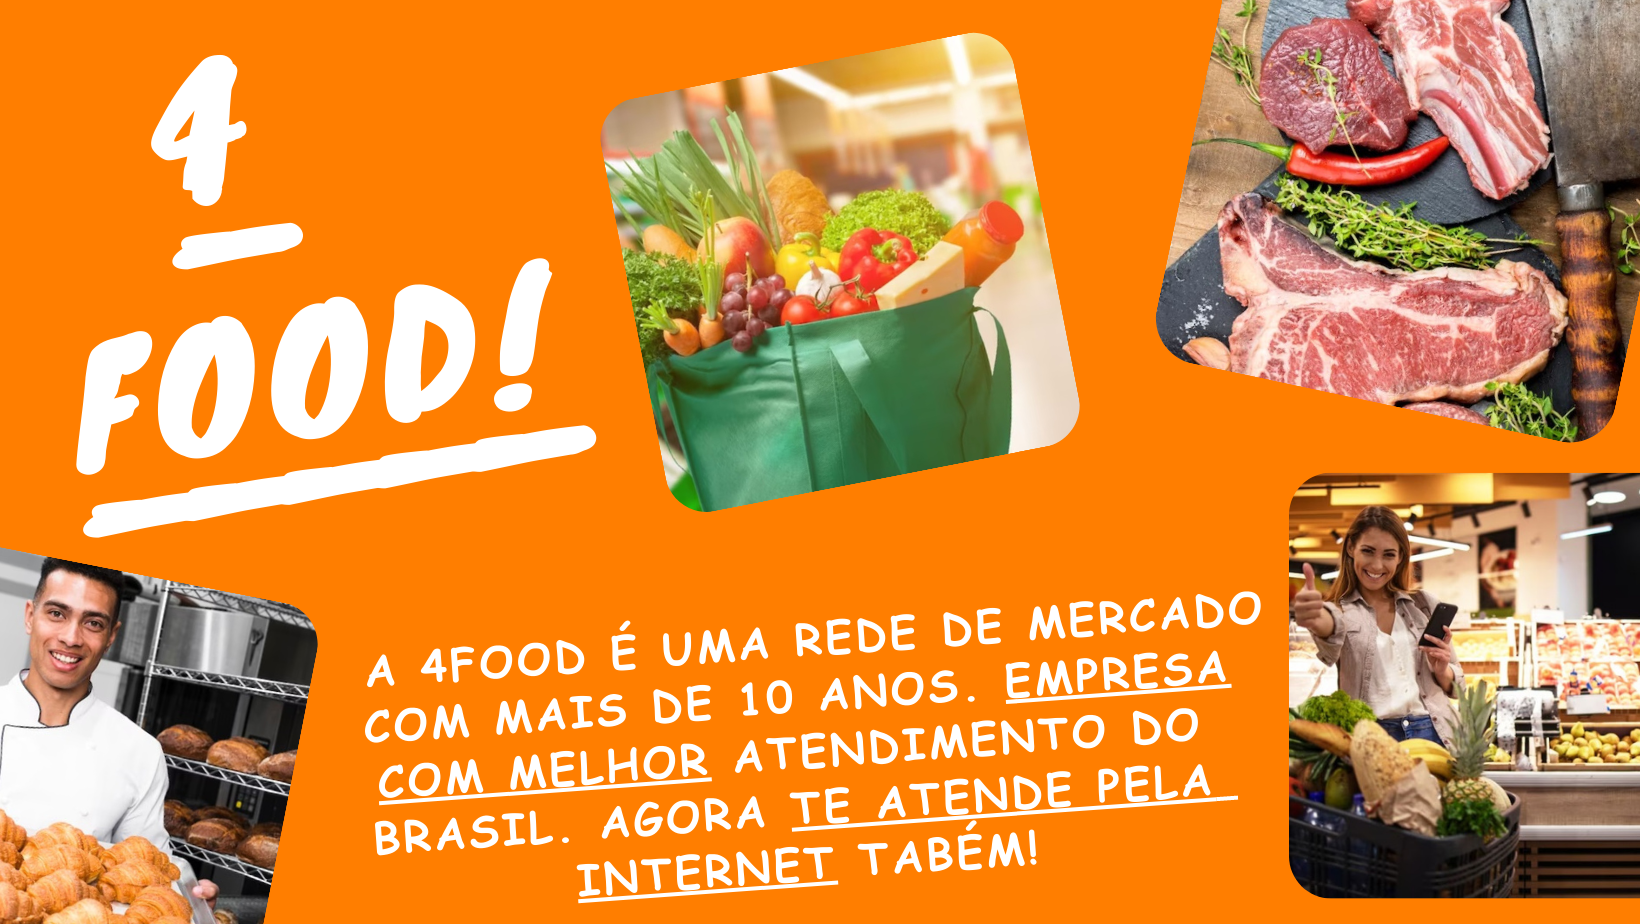 4
FOOD!
A 4FOOD É UMA REDE DE MERCADO
COM MAIS DE 10 ANOS. EMPRESA
COM MELHOR ATENDIMENTO DO
BRASIL. AGORA TE ATENDE PELA
INTERNET TABÉM!